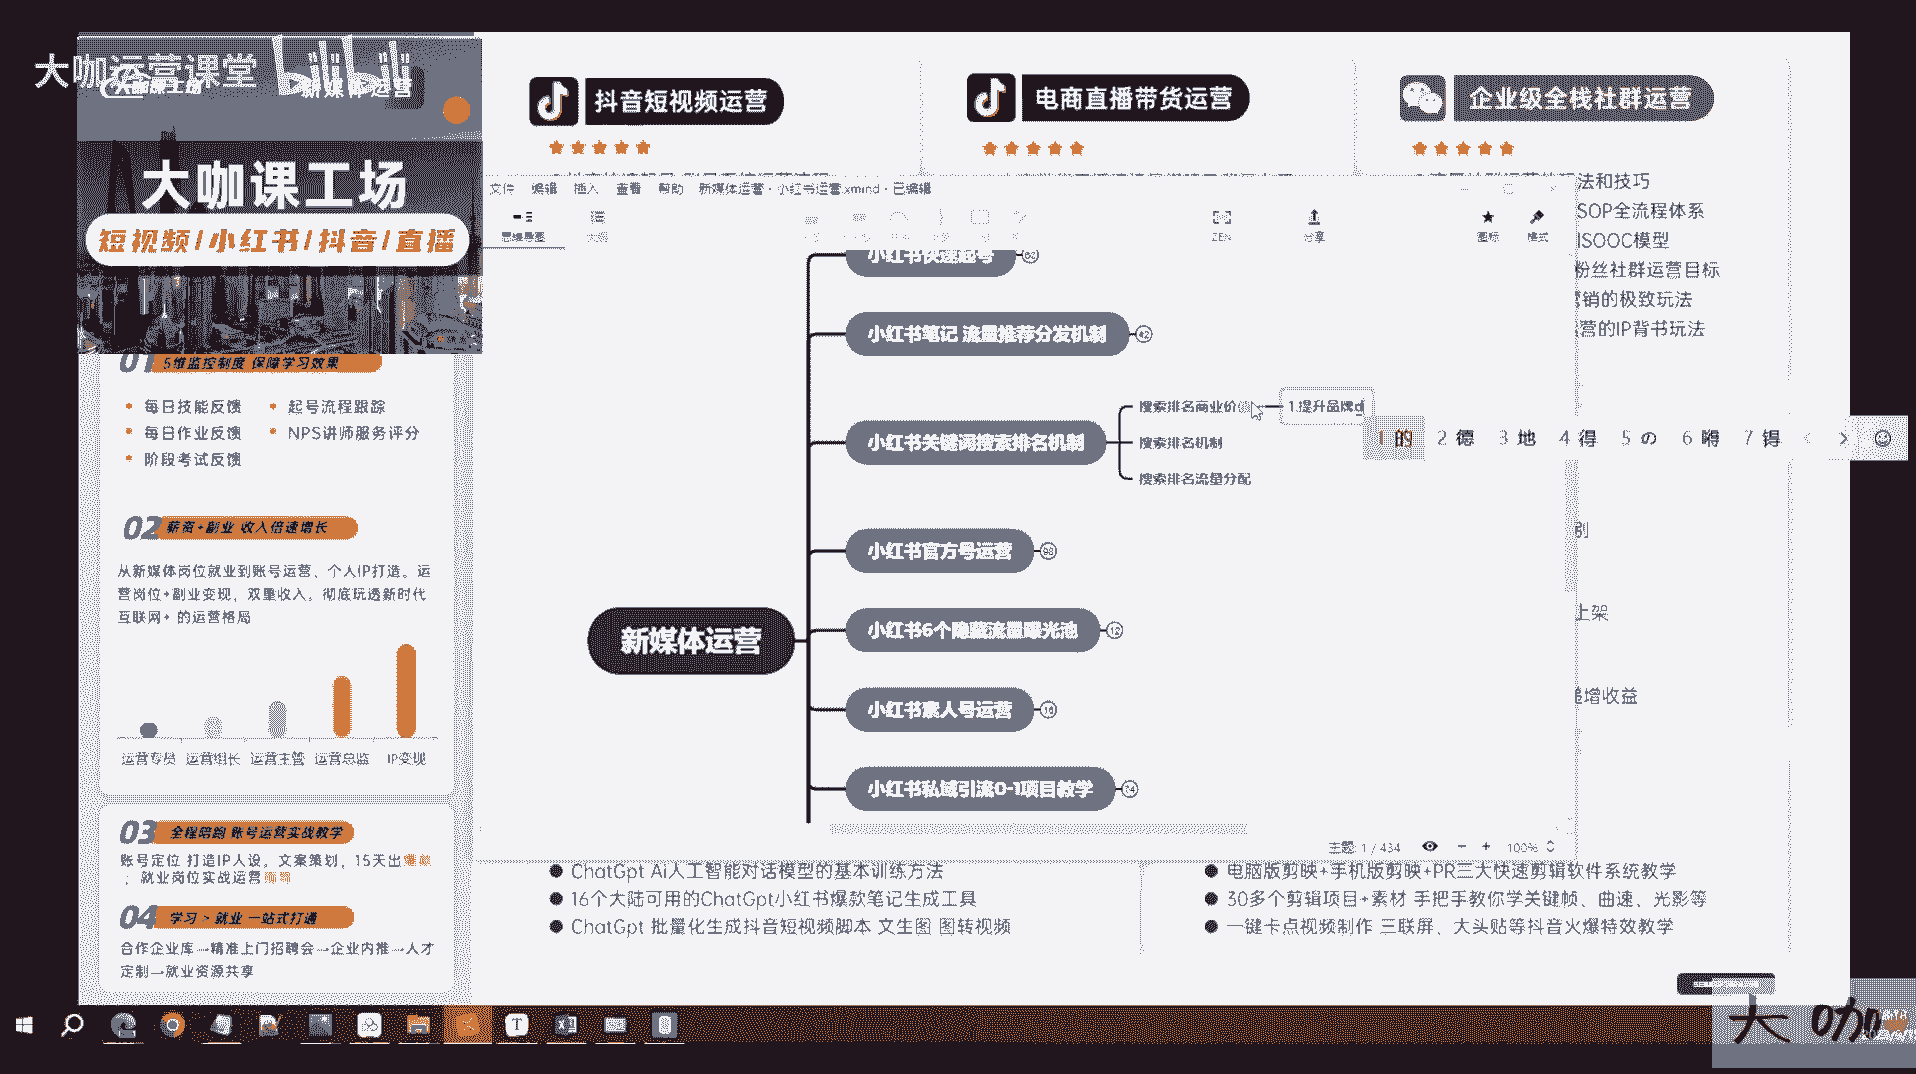 大咖运营课堂 bilibili
新媒体运营
大咖课工场
短视频/小红书/抖音/直播
01 5维监控制度 保障学习效果
每日技能反馈
起号流程跟踪
每日作业反馈
NPS讲师服务评分
阶段考试反馈
02 薪资+副业 收入倍速增长
从新媒体岗位就业到账号运营、个人IP打造。运
营岗位+副业变现，双重收入。彻底玩透新时代
互联网+ 的运营格局
运营专员 运营组长 运营主管 运营总监 IP变现
03 全程陪跑 账号运营实战教学
账号定位 打造IP人设，文案策划，15天出
，就业岗位实战运营
04 学习 > 就业 一站式打通
合作企业库→精准上门招聘会→企业内推→人才
定制→就业资源共享
抖音短视频运营
电商直播带货运营
企业级全栈社群运营
法和技巧
SOP全流程体系
ISOOC模型
粉丝社群运营目标
营销的极致玩法
营的IP背书玩法
上架
递增收益
文件 编辑 插入 查看 帮助 新媒体运营 · 小红书运营.xmind · 已编辑
思维导图 大纲
ZEN 分享 图标 格式
小红书快速起号
小红书笔记 流量推荐分发机制 42
小红书关键词搜索排名机制
搜索排名商业价值
1.提升品牌d
搜索排名机制
搜索排名流量分配
1 的 2 德 3 地 4 得 5 の 6 嘚 7 锝
小红书官方号运营 98
小红书6个隐藏流量曝光池 12
小红书素人号运营 16
小红书私域引流0-1项目教学 74
新媒体运营
主题: 1 / 434 100%
ChatGpt Ai人工智能对话模型的基本训练方法
16个大陆可用的ChatGpt小红书爆款笔记生成工具
ChatGpt 批量化生成抖音短视频脚本 文生图 图转视频
电脑版剪映+手机版剪映+PR三大快速剪辑软件系统教学
30多个剪辑项目+素材 手把手教你学关键帧、曲速、光影等
一键卡点视频制作 三联屏、大头贴等抖音火爆特效教学
大咖